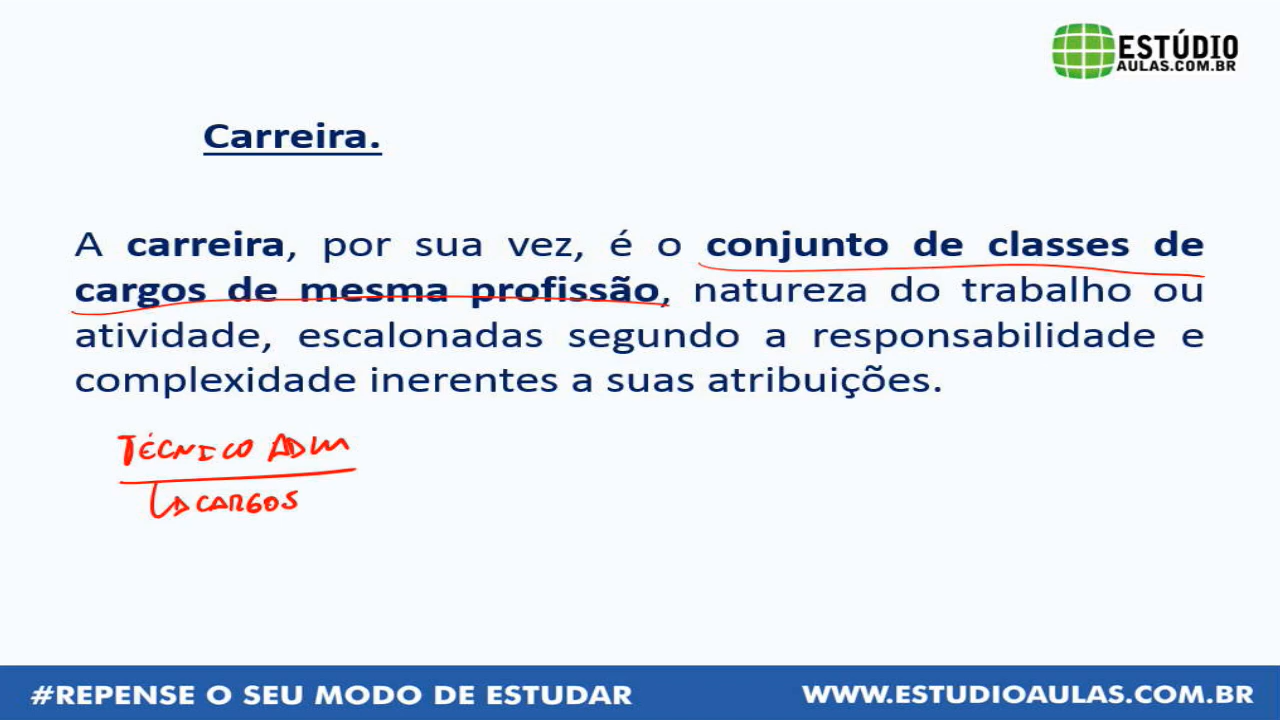 ESTÚDIO
AULAS.COM.BR
Carreira.
A carreira, por sua vez, é o conjunto de classes de
cargos de mesma profissão, natureza do trabalho ou
atividade, escalonadas segundo a responsabilidade e
complexidade inerentes a suas atribuições.
TÉCNICO ADM
CARGOS
#REPENSE O SEU MODO DE ESTUDAR
WWW.ESTUDIOAULAS.COM.BR